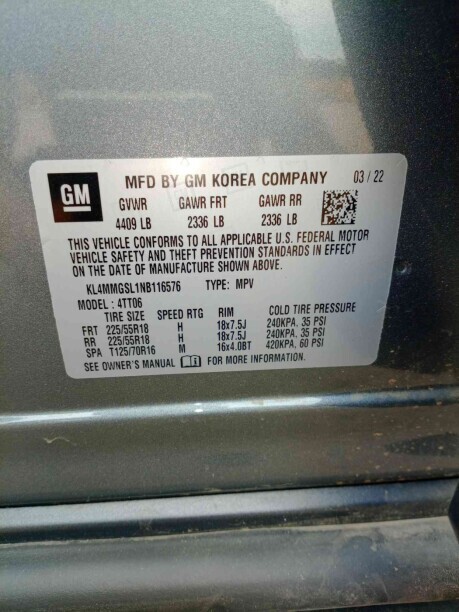 GM
MFD BY GM KOREA COMPANY 03/22
GVWR GAWR FRT GAWR RR
4409 LB 2336 LB 2336 LB
THIS VEHICLE CONFORMS TO ALL APPLICABLE U.S. FEDERAL MOTOR
VEHICLE SAFETY AND THEFT PREVENTION STANDARDS IN EFFECT
ON THE DATE OF MANUFACTURE SHOWN ABOVE.
KL4MMGSL1NB116576 TYPE: MPV
MODEL: 4TT06
TIRE SIZE SPEED RTG RIM COLD TIRE PRESSURE
FRT 225/55R18 H 18x7.5J 240KPA, 35 PSI
RR 225/55R18 H 18x7.5J 240KPA, 35 PSI
SPA T125/70R16 M 16x4.0BT 420KPA, 60 PSI
SEE OWNER'S MANUAL FOR MORE INFORMATION.